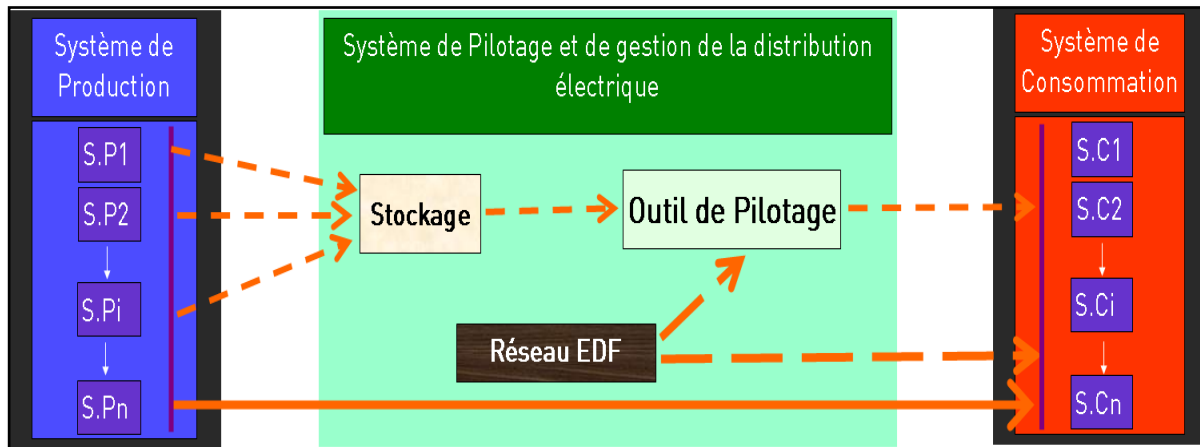 Système de
Production
S.P1
S.P2
S.Pi
S.Pn
Système de Pilotage et de gestion de la distribution
électrique
Stockage
Outil de Pilotage
Réseau EDF
Système de
Consommation
S.C1
S.C2
S.Ci
S.Cn